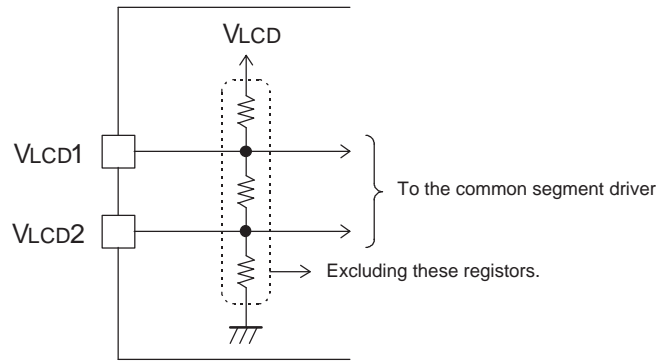 VLCD
VLCD1
To the common segment driver
VLCD2
Excluding these registors.